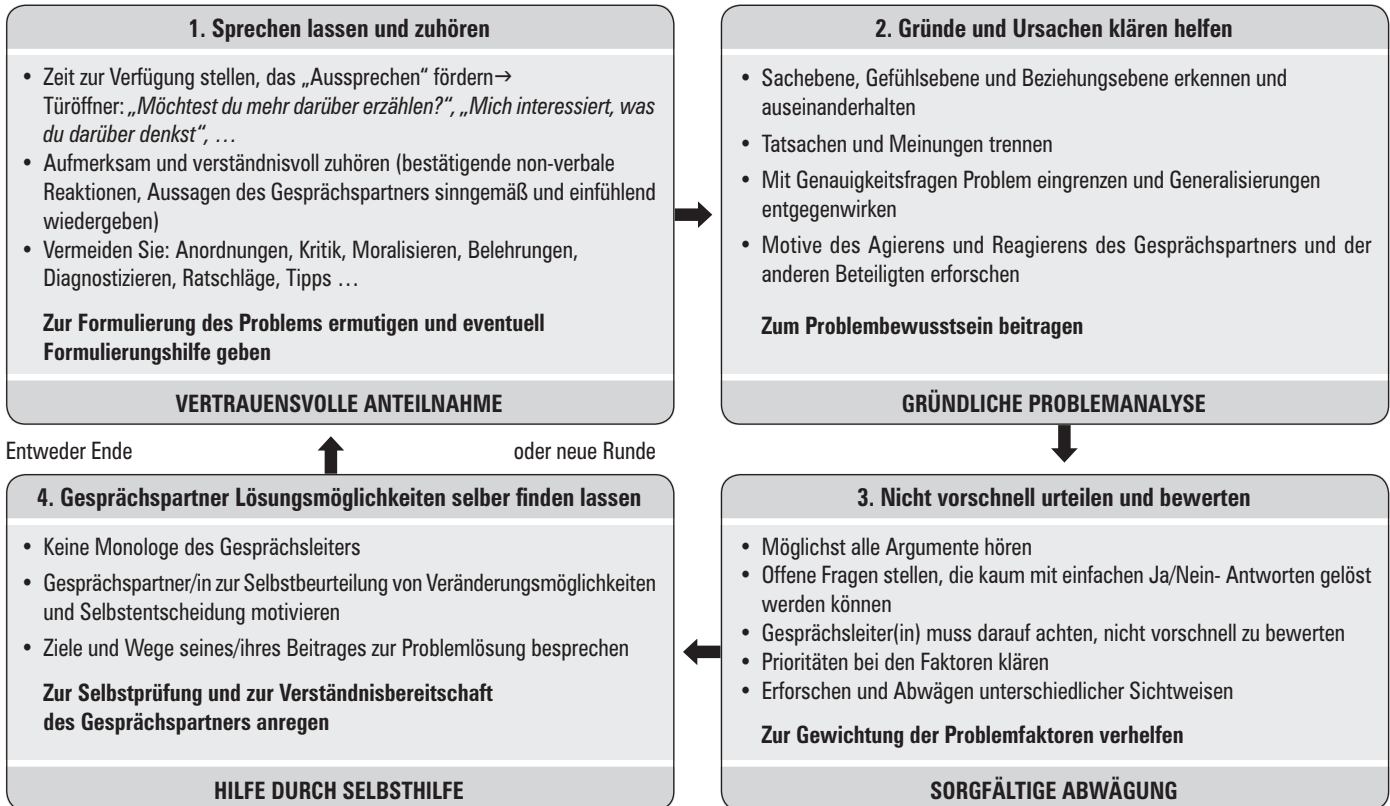 1. Sprechen lassen und zuhören
• Zeit zur Verfügung stellen, das „Aussprechen“ fördern→
Türöffner: „Möchtest du mehr darüber erzählen?“, „Mich interessiert, was
du darüber denkst“, …
• Aufmerksam und verständnisvoll zuhören (bestätigende non-verbale
Reaktionen, Aussagen des Gesprächspartners sinngemäß und einfühlend
wiedergeben)
• Vermeiden Sie: Anordnungen, Kritik, Moralisieren, Belehrungen,
Diagnostizieren, Ratschläge, Tipps …
Zur Formulierung des Problems ermutigen und eventuell
Formulierungshilfe geben
VERTRAUENSVOLLE ANTEILNAHME
2. Gründe und Ursachen klären helfen
• Sachebene, Gefühlsebene und Beziehungsebene erkennen und
auseinanderhalten
• Tatsachen und Meinungen trennen
• Mit Genauigkeitsfragen Problem eingrenzen und Generalisierungen
entgegenwirken
• Motive des Agierens und Reagierens des Gesprächspartners und der
anderen Beteiligten erforschen
Zum Problembewusstsein beitragen
GRÜNDLICHE PROBLEMANALYSE
3. Nicht vorschnell urteilen und bewerten
• Möglichst alle Argumente hören
• Offene Fragen stellen, die kaum mit einfachen Ja/Nein- Antworten gelöst
werden können
• Gesprächsleiter(in) muss darauf achten, nicht vorschnell zu bewerten
• Prioritäten bei den Faktoren klären
• Erforschen und Abwägen unterschiedlicher Sichtweisen
Zur Gewichtung der Problemfaktoren verhelfen
SORGFÄLTIGE ABWÄGUNG
4. Gesprächspartner Lösungsmöglichkeiten selber finden lassen
• Keine Monologe des Gesprächsleiters
• Gesprächspartner/in zur Selbstbeurteilung von Veränderungsmöglichkeiten
und Selbstentscheidung motivieren
• Ziele und Wege seines/ihres Beitrages zur Problemlösung besprechen
Zur Selbstprüfung und zur Verständnisbereitschaft
des Gesprächspartners anregen
HILFE DURCH SELBSTHILFE
Entweder Ende
oder neue Runde